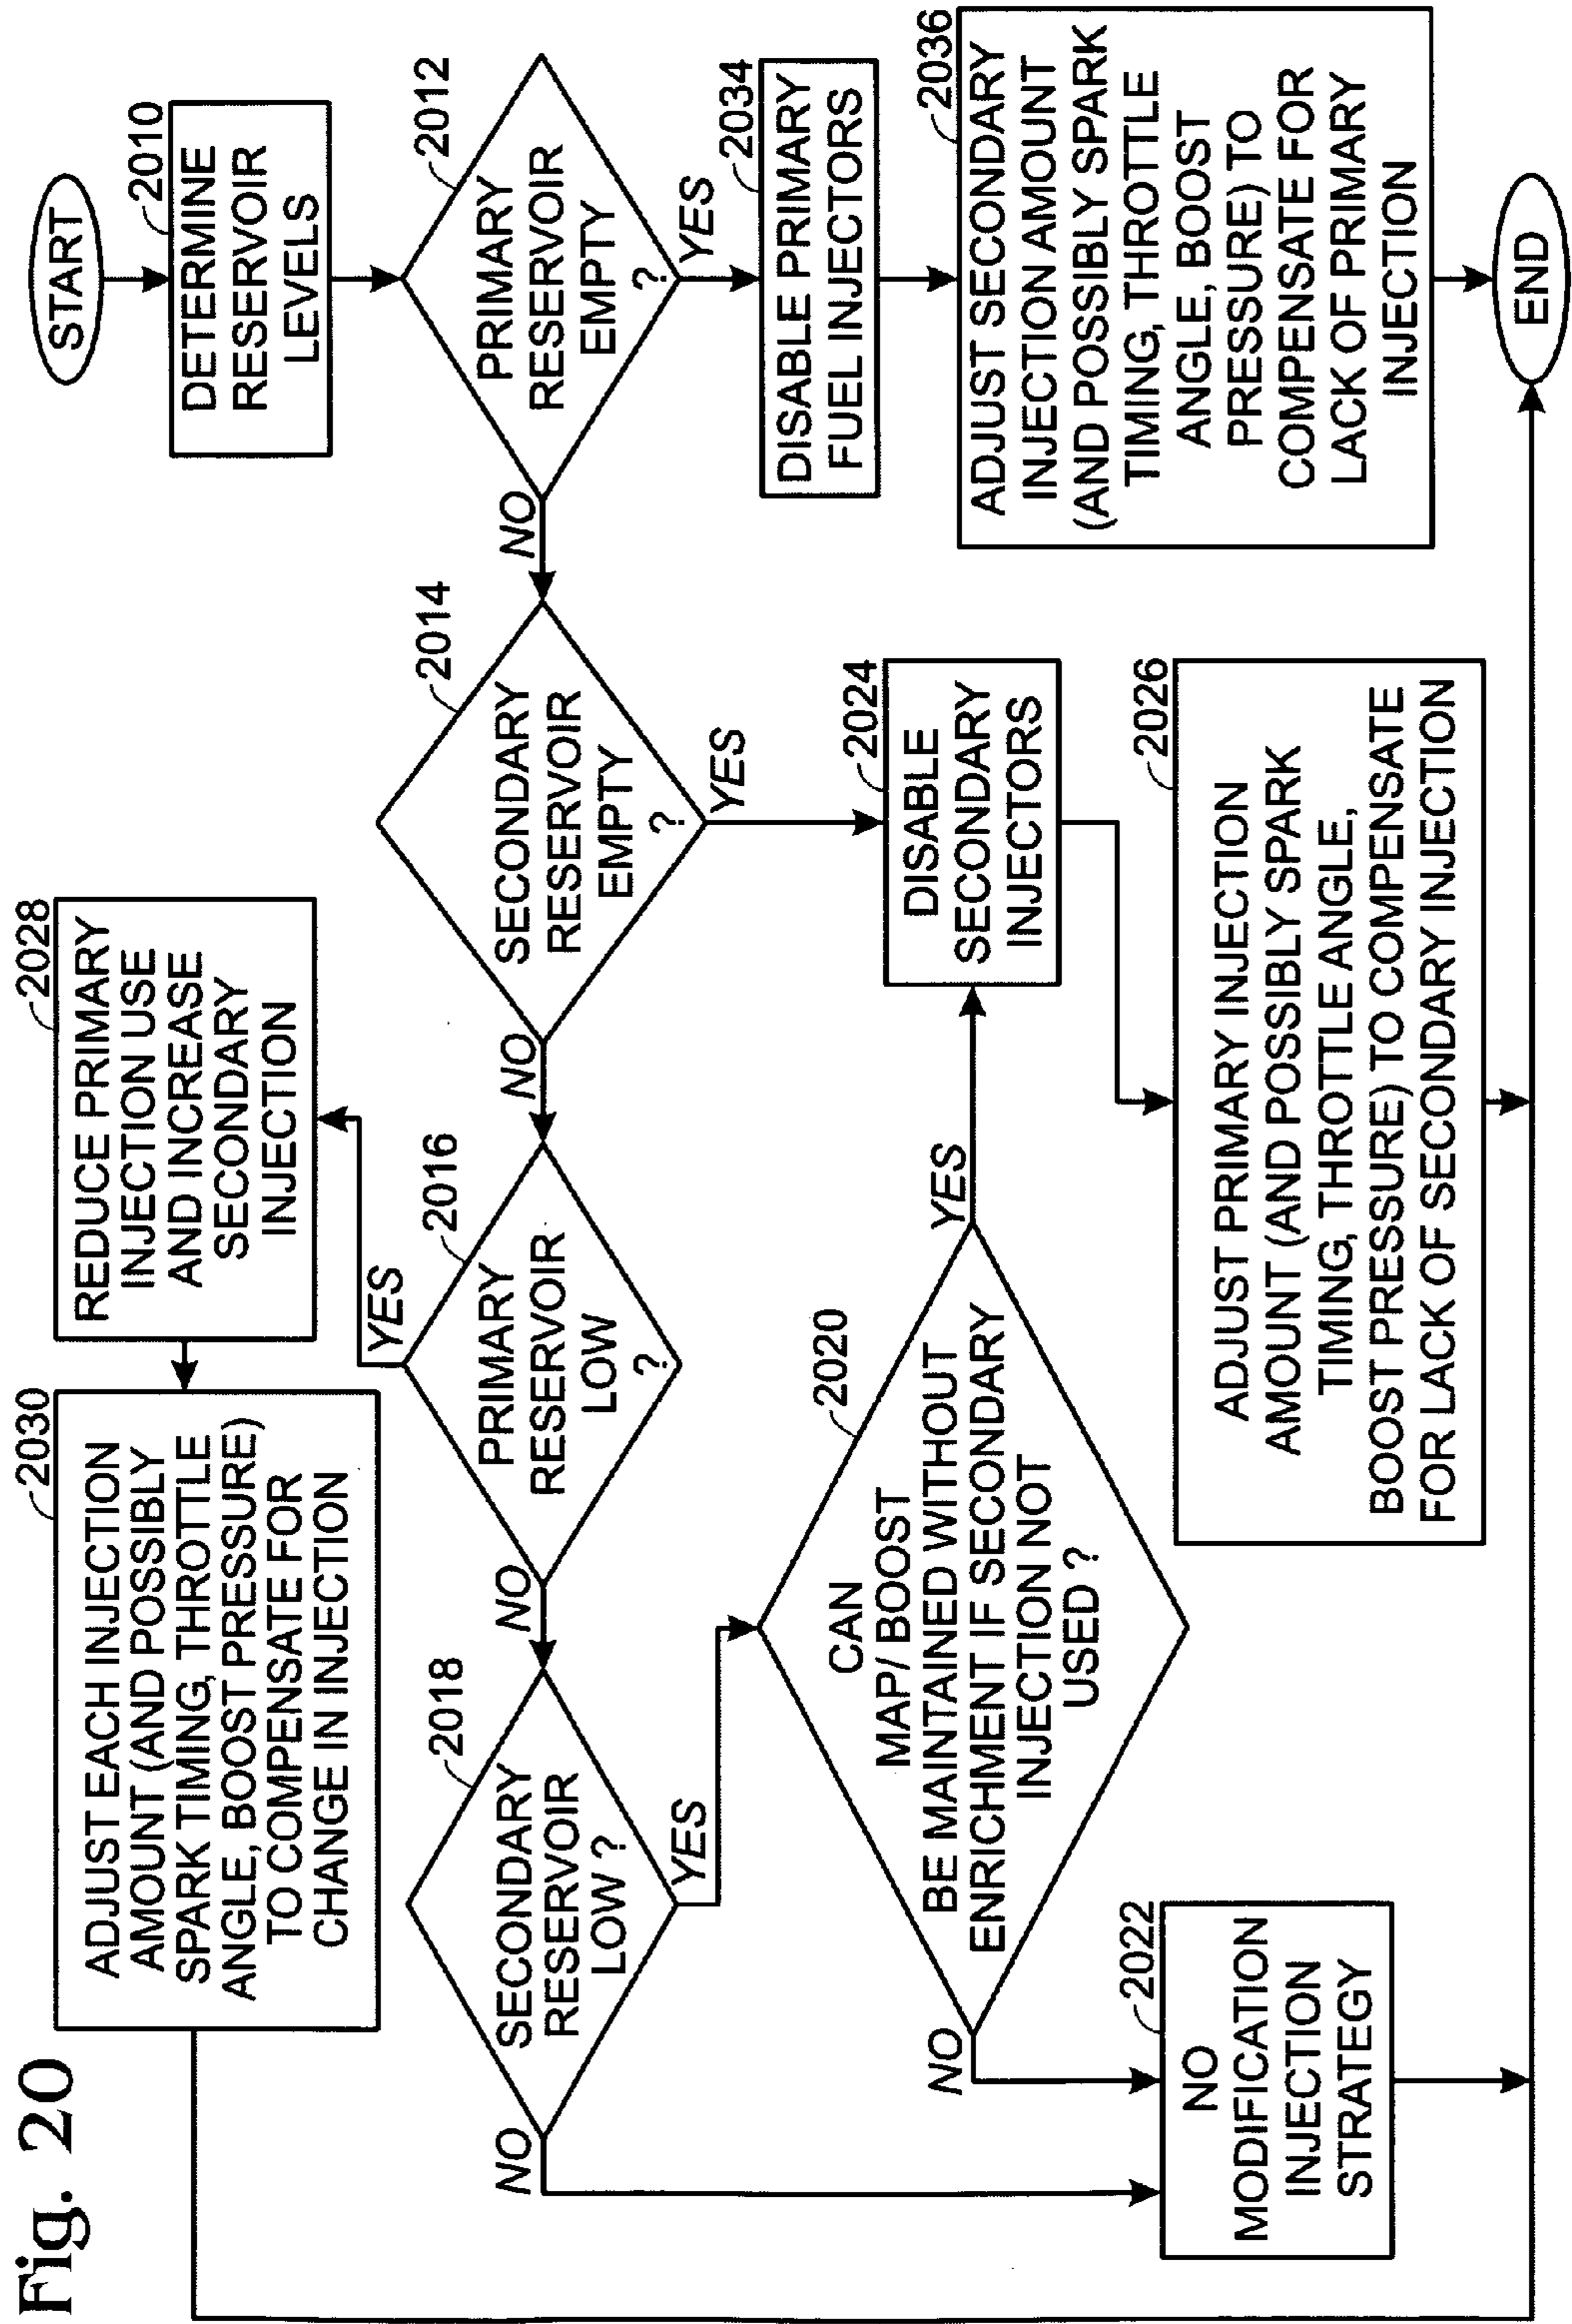 Fig. 20
START
2010
DETERMINE
RESERVOIR
LEVELS
2012
PRIMARY
RESERVOIR
EMPTY
?
YES
NO
2034
DISABLE PRIMARY
FUEL INJECTORS
2036
ADJUST SECONDARY
INJECTION AMOUNT
(AND POSSIBLY SPARK
TIMING, THROTTLE
ANGLE, BOOST
PRESSURE) TO
COMPENSATE FOR
LACK OF PRIMARY
INJECTION
END
2014
SECONDARY
RESERVOIR
EMPTY
?
YES
NO
2024
DISABLE
SECONDARY
INJECTORS
2026
ADJUST PRIMARY INJECTION
AMOUNT (AND POSSIBLY SPARK
TIMING, THROTTLE ANGLE,
BOOST PRESSURE) TO COMPENSATE
FOR LACK OF SECONDARY INJECTION
2016
PRIMARY
RESERVOIR
LOW
?
YES
NO
2028
REDUCE PRIMARY
INJECTION USE
AND INCREASE
SECONDARY
INJECTION
2030
ADJUST EACH INJECTION
AMOUNT (AND POSSIBLY
SPARK TIMING, THROTTLE
ANGLE, BOOST PRESSURE)
TO COMPENSATE FOR
CHANGE IN INJECTION
2018
SECONDARY
RESERVOIR
LOW ?
YES
NO
2020
CAN
MAP/ BOOST
BE MAINTAINED WITHOUT
ENRICHMENT IF SECONDARY
INJECTION NOT
USED ?
YES
NO
2022
NO
MODIFICATION
INJECTION
STRATEGY